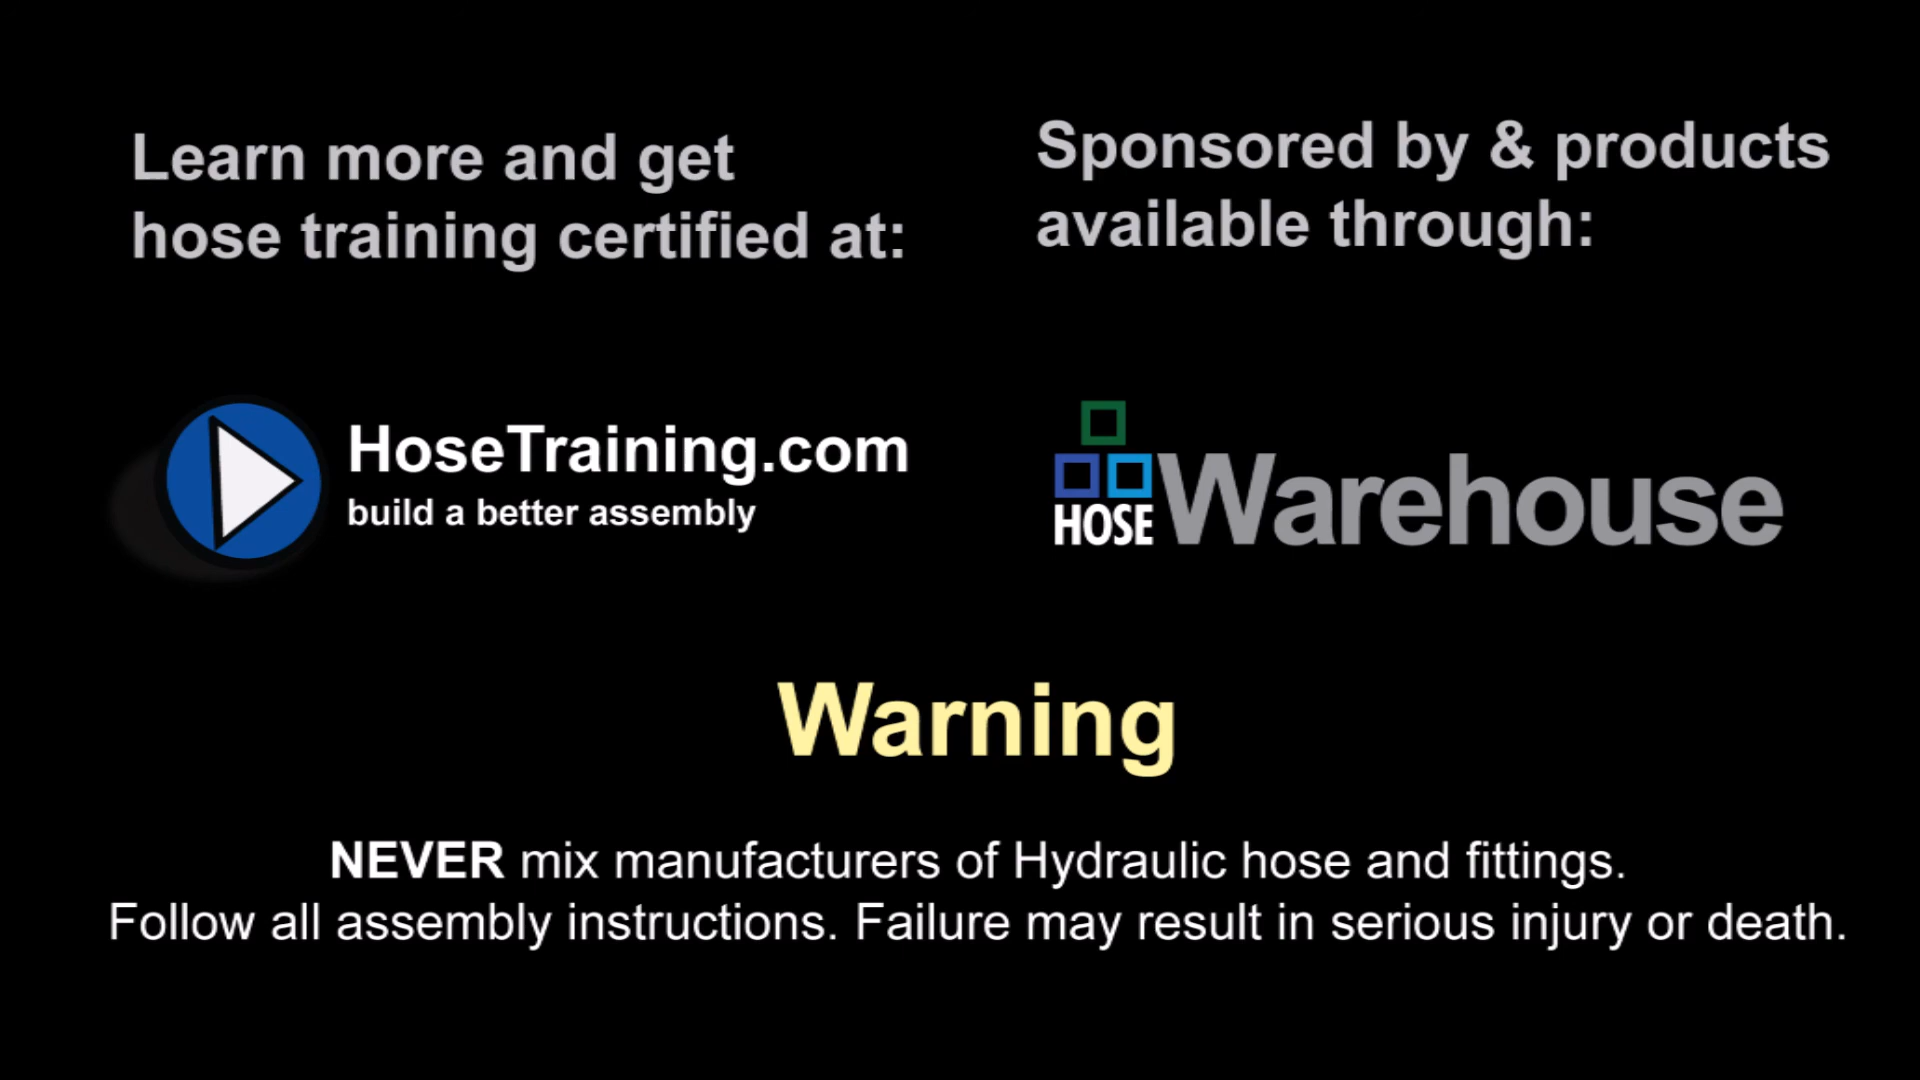 Learn more and get
hose training certified at:
Sponsored by & products
available through:
HoseTraining.com
build a better assembly
HOSE Warehouse
Warning
NEVER mix manufacturers of Hydraulic hose and fittings.
Follow all assembly instructions. Failure may result in serious injury or death.